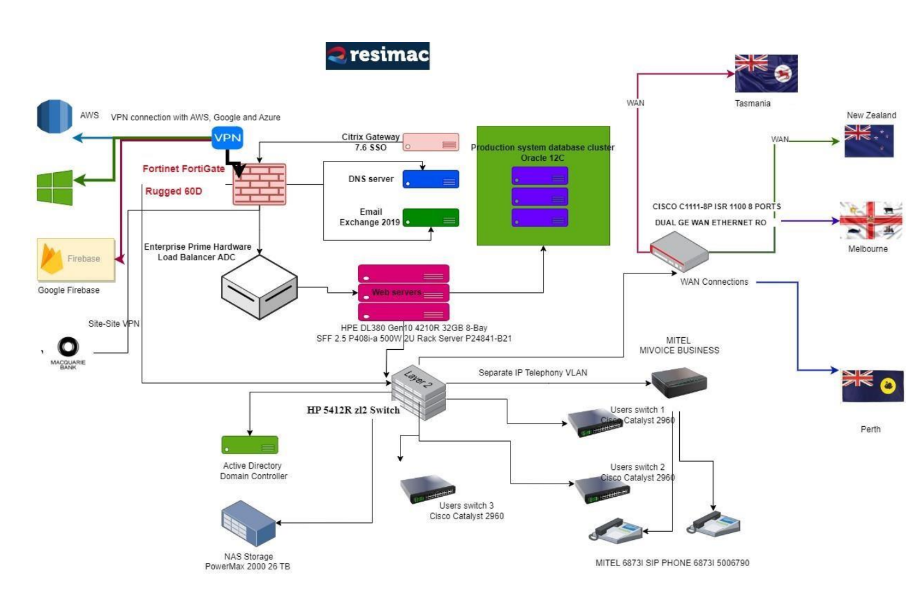 resimac
AWS
VPN connection with AWS, Google and Azure
VPN
Citrix Gateway
7.6 SSO
Fortinet FortiGate
Rugged 60D
DNS server
Email
Exchange 2019
Production system database cluster
Oracle 12C
WAN
Tasmania
New Zealand
WAN
CISCO C1111-8P ISR 1100 8 PORTS
DUAL GE WAN ETHERNET RO
Melbourne
WAN Connections
Firebase
Google Firebase
Enterprise Prime Hardware
Load Balancer ADC
Web servers
HPE DL380 Gen10 4210R 32GB 8-Bay
SFF 2.5 P408i-a 500W 2U Rack Server P24841-B21
Site-Site VPN
MACQUARIE
BANK
MITEL
MIVOICE BUSINESS
Separate IP Telephony VLAN
Layer 2
HP 5412R zl2 Switch
Perth
Users switch 1
Cisco Catalyst 2960
Active Directory
Domain Controller
Users switch 2
Cisco Catalyst 2960
Users switch 3
Cisco Catalyst 2960
NAS Storage
PowerMax 2000 26 TB
MITEL 6873I SIP PHONE 6873I 5006790